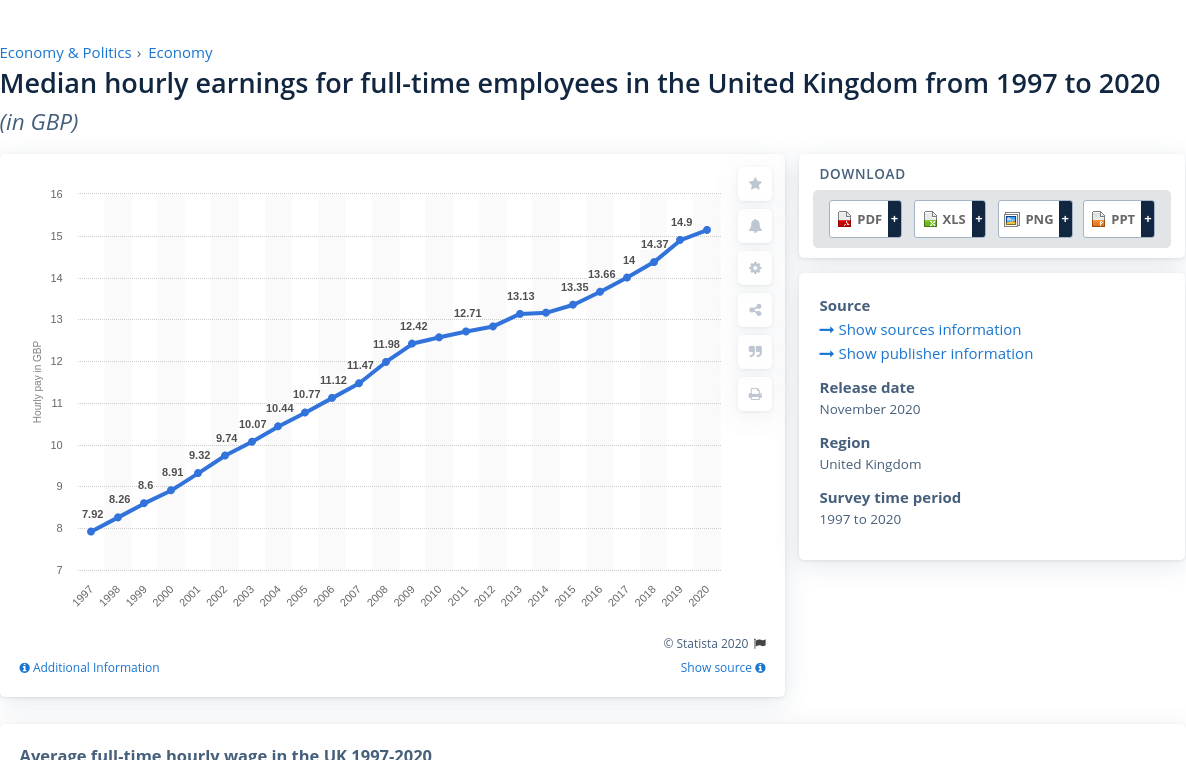 Economy & Politics › Economy
Median hourly earnings for full-time employees in the United Kingdom from 1997 to 2020
(in GBP)
16
15
14
13
12
11
10
9
8
7
Hourly pay in GBP
7.92
8.26
8.6
8.91
9.32
9.74
10.07
10.44
10.77
11.12
11.47
11.98
12.42
12.71
13.13
13.35
13.66
14
14.37
14.9
1997
1998
1999
2000
2001
2002
2003
2004
2005
2006
2007
2008
2009
2010
2011
2012
2013
2014
2015
2016
2017
2018
2019
2020
© Statista 2020
Additional Information
Show source
DOWNLOAD
PDF + XLS + PNG + PPT +
Source
Show sources information
Show publisher information
Release date
November 2020
Region
United Kingdom
Survey time period
1997 to 2020
Average full-time hourly wage in the UK 1997-2020